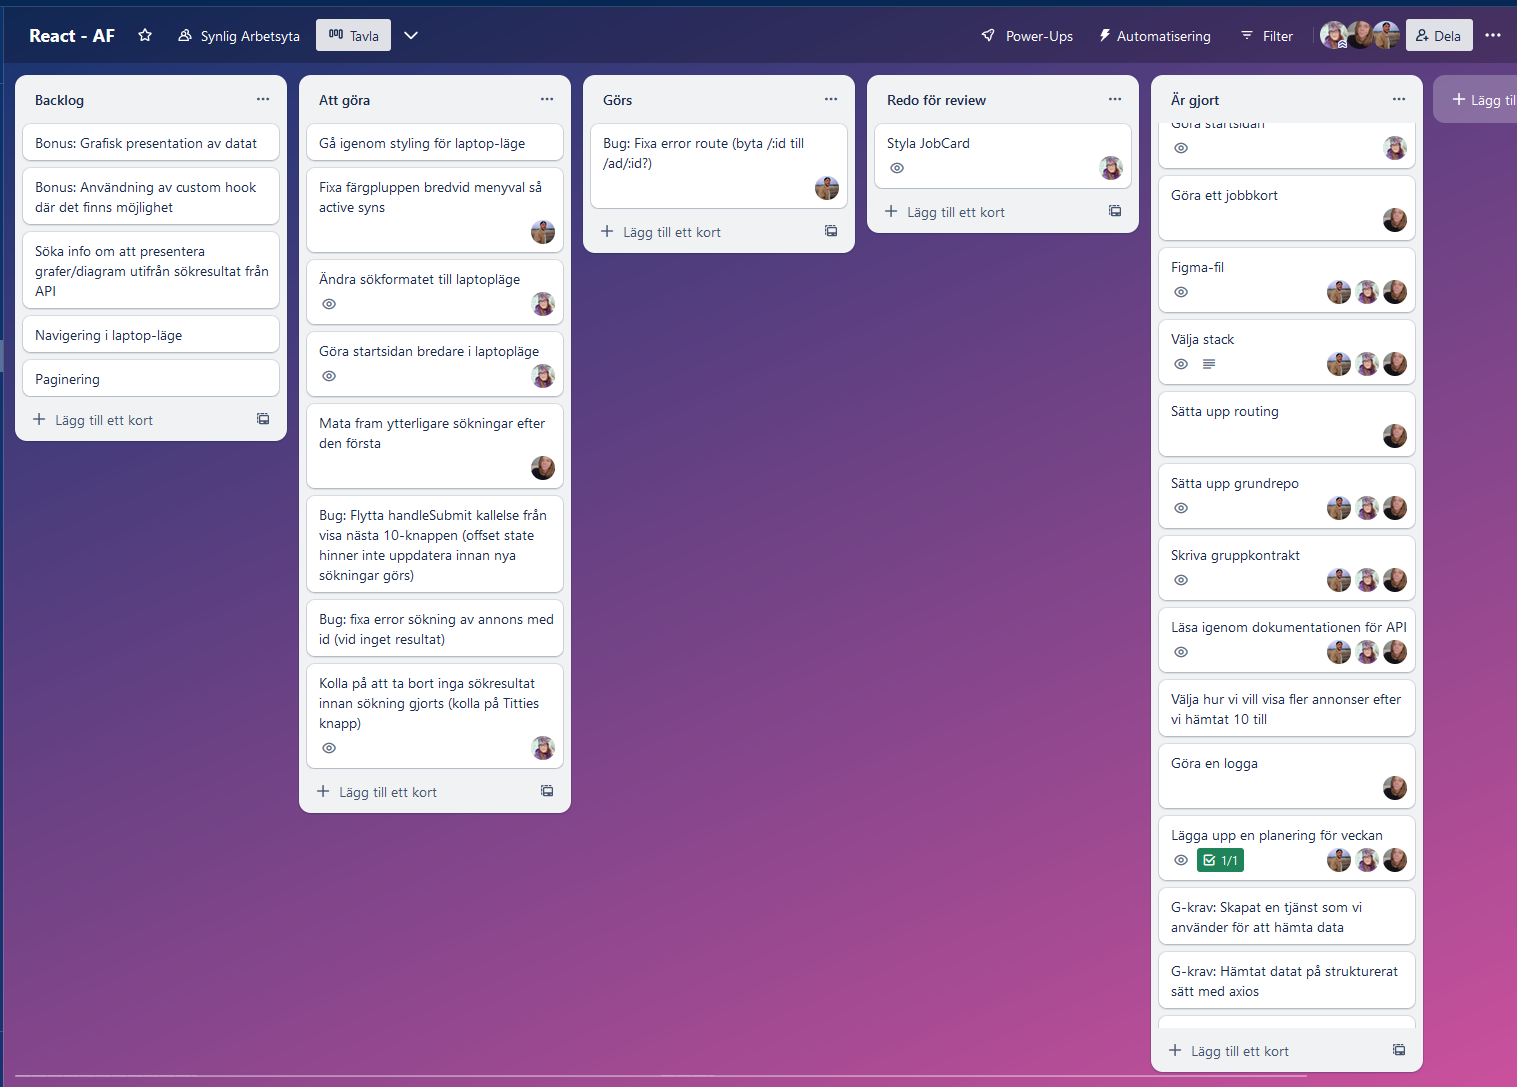 React - AF
Synlig Arbetsyta
Tavla
Power-Ups
Automatisering
Filter
Dela
Backlog
Bonus: Grafisk presentation av datat
Bonus: Användning av custom hook
där det finns möjlighet
Söka info om att presentera
grafer/diagram utifrån sökresultat från
API
Navigering i laptop-läge
Paginering
Lägg till ett kort
Att göra
Gå igenom styling för laptop-läge
Fixa färgpluppen bredvid menyval så
active syns
Ändra sökformatet till laptopläge
Göra startsidan bredare i laptopläge
Mata fram ytterligare sökningar efter
den första
Bug: Flytta handleSubmit kallelse från
visa nästa 10-knappen (offset state
hinner inte uppdatera innan nya
sökningar görs)
Bug: fixa error sökning av annons med
id (vid inget resultat)
Kolla på att ta bort inga sökresultat
innan sökning gjorts (kolla på Titties
knapp)
Lägg till ett kort
Görs
Bug: Fixa error route (byta /:id till
/ad/:id?)
Lägg till ett kort
Redo för review
Styla JobCard
Lägg till ett kort
Är gjort
Göra startsidan
Göra ett jobbkort
Figma-fil
Välja stack
Sätta upp routing
Sätta upp grundrepo
Skriva gruppkontrakt
Läsa igenom dokumentationen för API
Välja hur vi vill visa fler annonser efter
vi hämtat 10 till
Göra en logga
Lägga upp en planering för veckan
1/1
G-krav: Skapat en tjänst som vi
använder för att hämta data
G-krav: Hämtat datat på strukturerat
sätt med axios
Lägg till ett kort
Lägg til